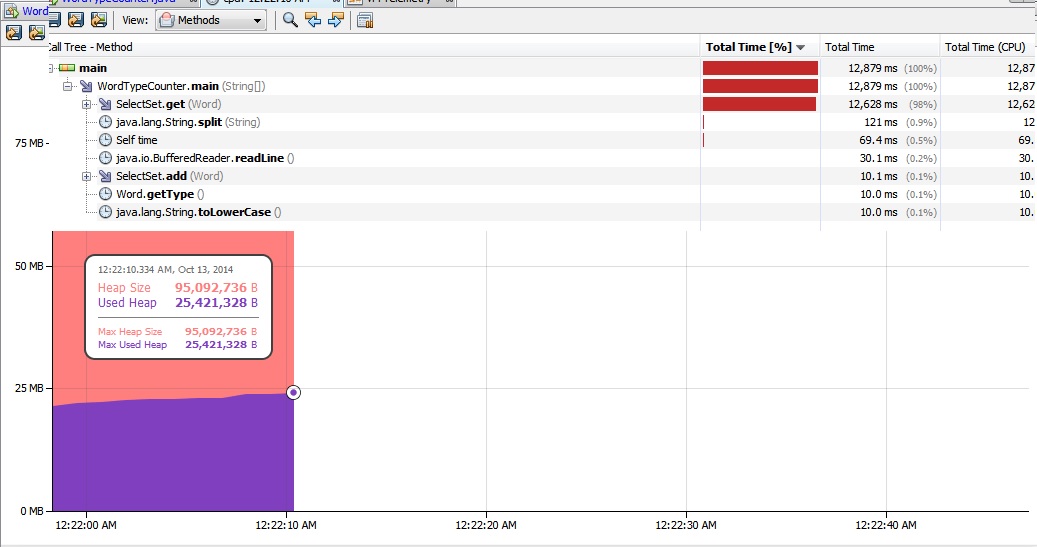 Word
View: Methods
Call Tree - Method Total Time [%] Total Time Total Time (CPU)
main 12,879 ms (100%) 12,87
WordTypeCounter.main (String[]) 12,879 ms (100%) 12,87
SelectSet.get (Word) 12,628 ms (98%) 12,62
java.lang.String.split (String) 121 ms (0.9%) 12
Self time 69.4 ms (0.5%) 69.
java.io.BufferedReader.readLine () 30.1 ms (0.2%) 30.
SelectSet.add (Word) 10.1 ms (0.1%) 10.
Word.getType () 10.0 ms (0.1%) 10.
java.lang.String.toLowerCase () 10.0 ms (0.1%) 10.
75 MB
50 MB
25 MB
0 MB
12:22:10.334 AM, Oct 13, 2014
Heap Size 95,092,736 B
Used Heap 25,421,328 B
Max Heap Size 95,092,736 B
Max Used Heap 25,421,328 B
12:22:00 AM 12:22:10 AM 12:22:20 AM 12:22:30 AM 12:22:40 AM